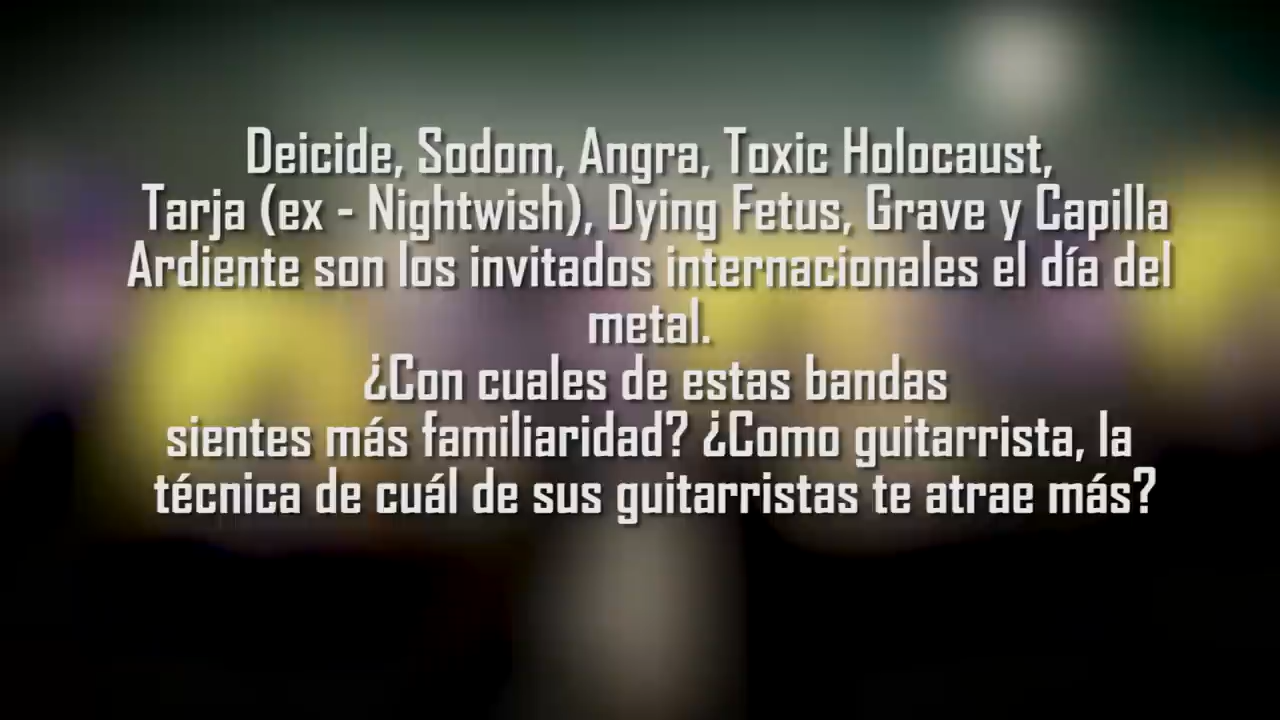 Deicide, Sodom, Angra, Toxic Holocaust,
Tarja (ex - Nightwish), Dying Fetus, Grave y Capilla
Ardiente son los invitados internacionales el día del
metal.
¿Con cuales de estas bandas
sientes más familiaridad? ¿Como guitarrista, la
técnica de cuál de sus guitarristas te atrae más?